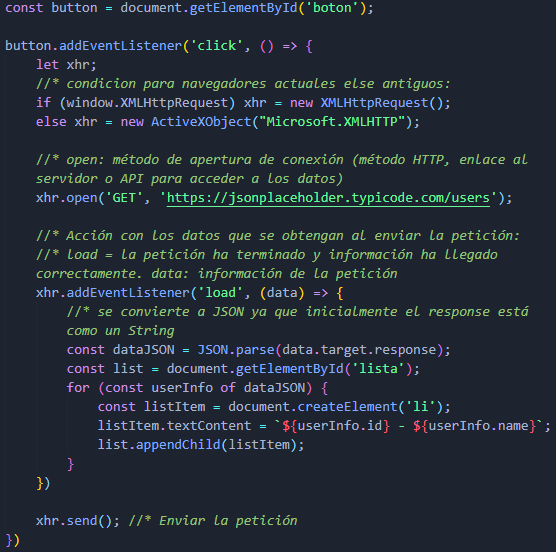 const button = document.getElementById('boton');
button.addEventListener('click', () => {
let xhr;
//* condicion para navegadores actuales else antiguos:
if (window.XMLHttpRequest) xhr = new XMLHttpRequest();
else xhr = new ActiveXObject("Microsoft.XMLHTTP");
//* open: método de apertura de conexión (método HTTP, enlace al
servidor o API para acceder a los datos)
xhr.open('GET', 'https://jsonplaceholder.typicode.com/users');
//* Acción con los datos que se obtengan al enviar la petición:
//* load = la petición ha terminado y información ha llegado
correctamente. data: información de la petición
xhr.addEventListener('load', (data) => {
//* se convierte a JSON ya que inicialmente el response está
como un String
const dataJSON = JSON.parse(data.target.response);
const list = document.getElementById('lista');
for (const userInfo of dataJSON) {
const listItem = document.createElement('li');
listItem.textContent = `${userInfo.id} - ${userInfo.name}`;
list.appendChild(listItem);
}
})
xhr.send(); //* Enviar la petición
})